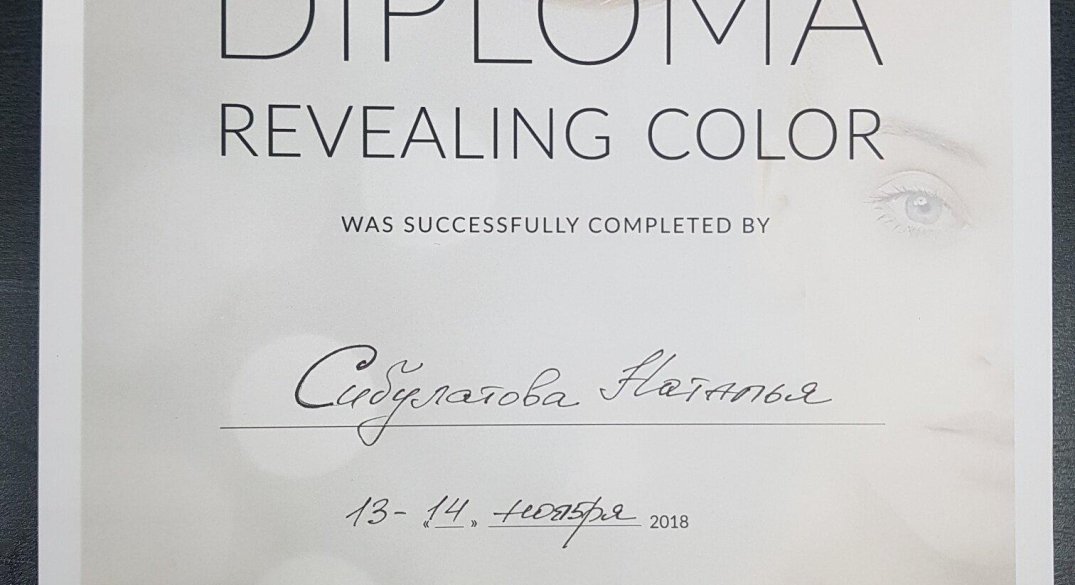 DIPLOMA
REVEALING COLOR
WAS SUCCESSFULLY COMPLETED BY
Сибулатова Наталья
13- «14» ноября 2018